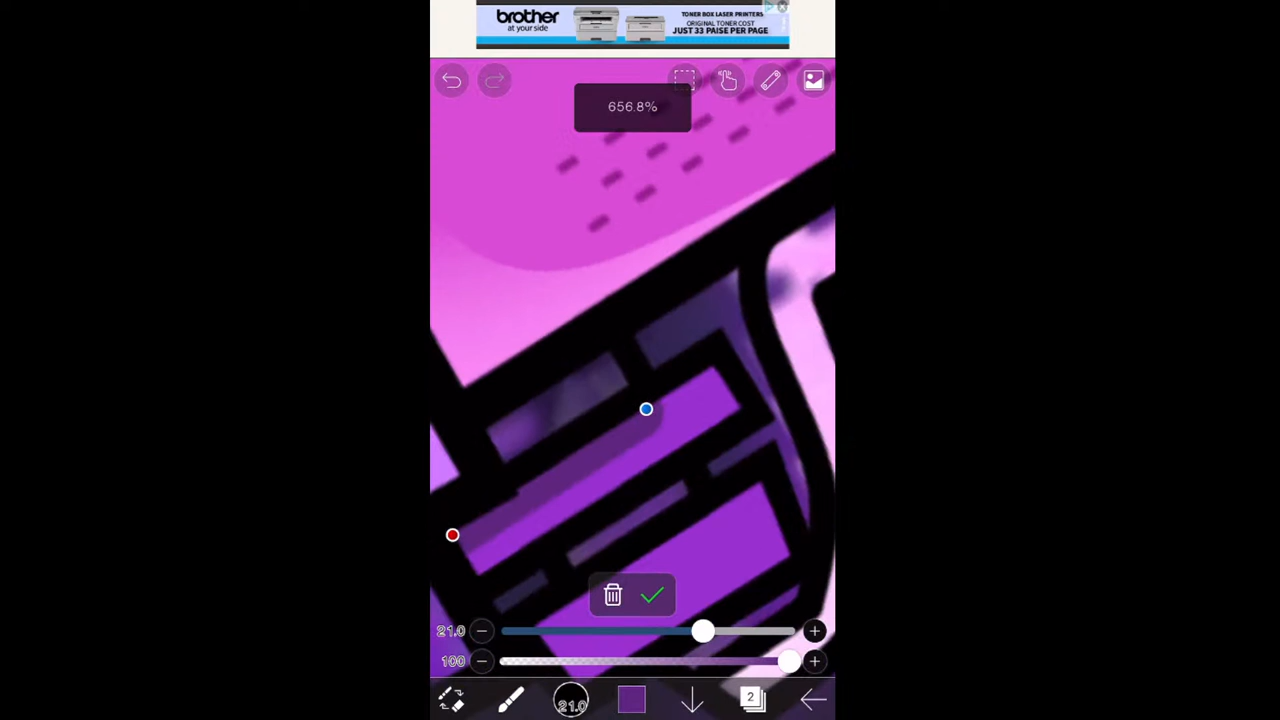 brother
at your side
TONER BOX LASER PRINTERS
ORIGINAL TONER COST
JUST 33 PAISE PER PAGE
656.8%
21.0
100
21.0
2